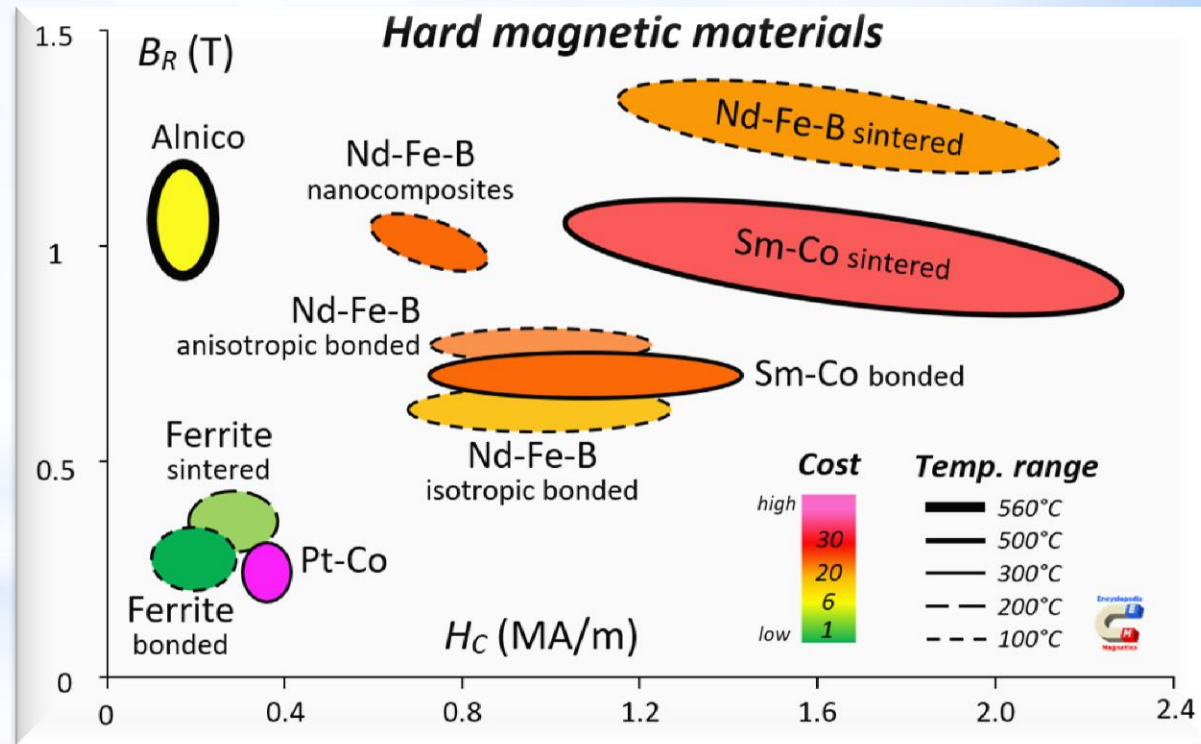 Hard magnetic materials
1.5
B_R (T)
Alnico
Nd-Fe-B
nanocomposites
Nd-Fe-B sintered
1
Sm-Co sintered
Nd-Fe-B
anisotropic bonded
Sm-Co bonded
Nd-Fe-B
isotropic bonded
Ferrite
sintered
0.5
Pt-Co
Ferrite
bonded
H_C (MA/m)
Cost
high
30
20
6
low 1
Temp. range
560°C
500°C
300°C
200°C
100°C
Encyclopedia
E
M
Magnetics
0
0 0.4 0.8 1.2 1.6 2.0 2.4